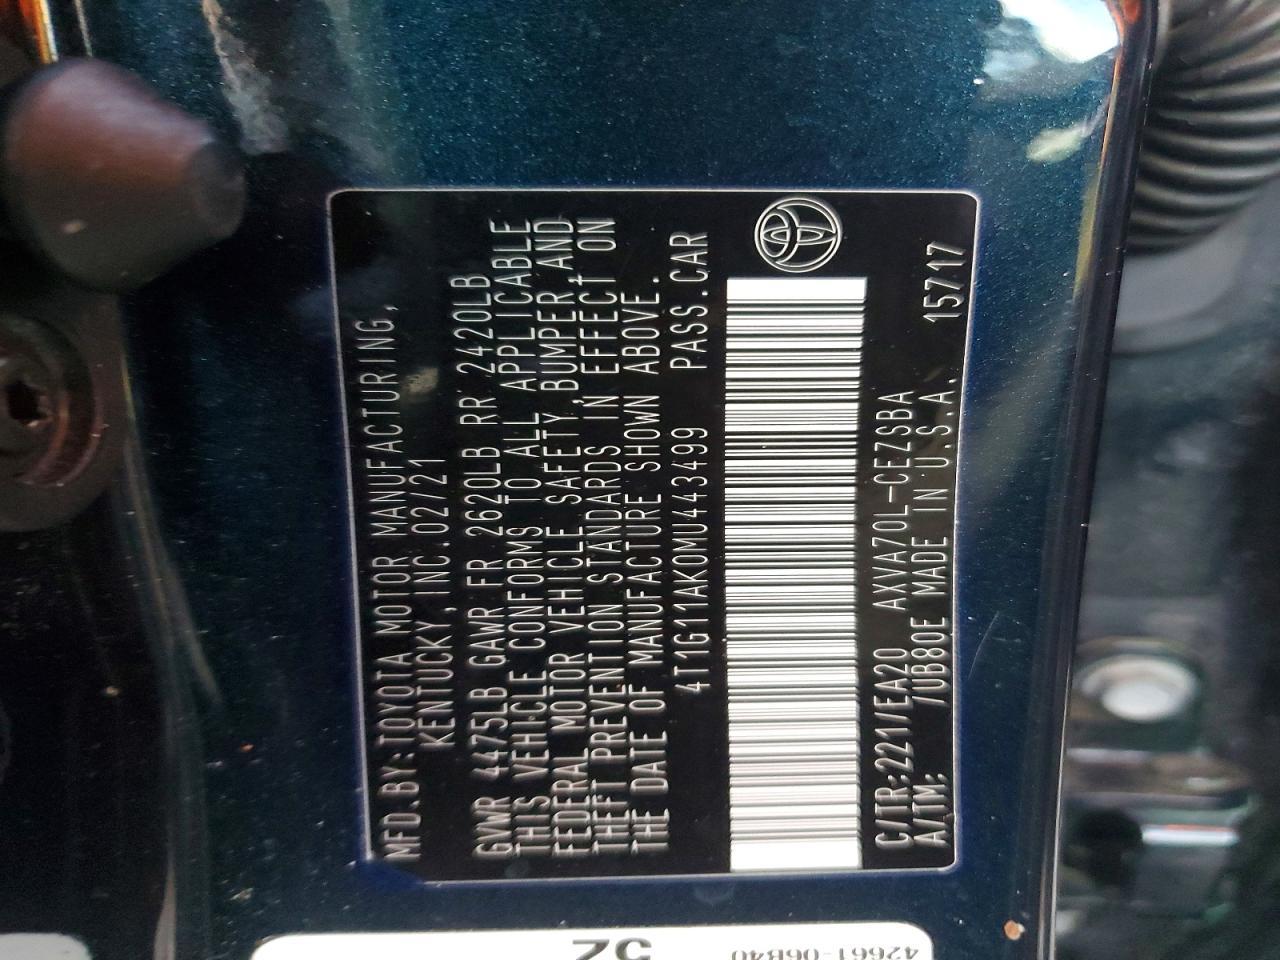 MFD.BY:TOYOTA MOTOR MANUFACTURING,
KENTUCKY, INC.02/21
GVWR 4475LB GAWR FR 2620LB RR 2420LB
THIS VEHICLE CONFORMS TO ALL APPLICABLE
FEDERAL MOTOR VEHICLE SAFETY, BUMPER, AND
THEFT PREVENTION STANDARDS IN EFFECT ON
THE DATE OF MANUFACTURE SHOWN ABOVE.
4T1G11AK0MU443499 PASS.CAR
C/TR:221/EA20 AXVA70L-CEZSBA
A/TM: /UB80E MADE IN U.S.A. 15717
52
42661-06B40